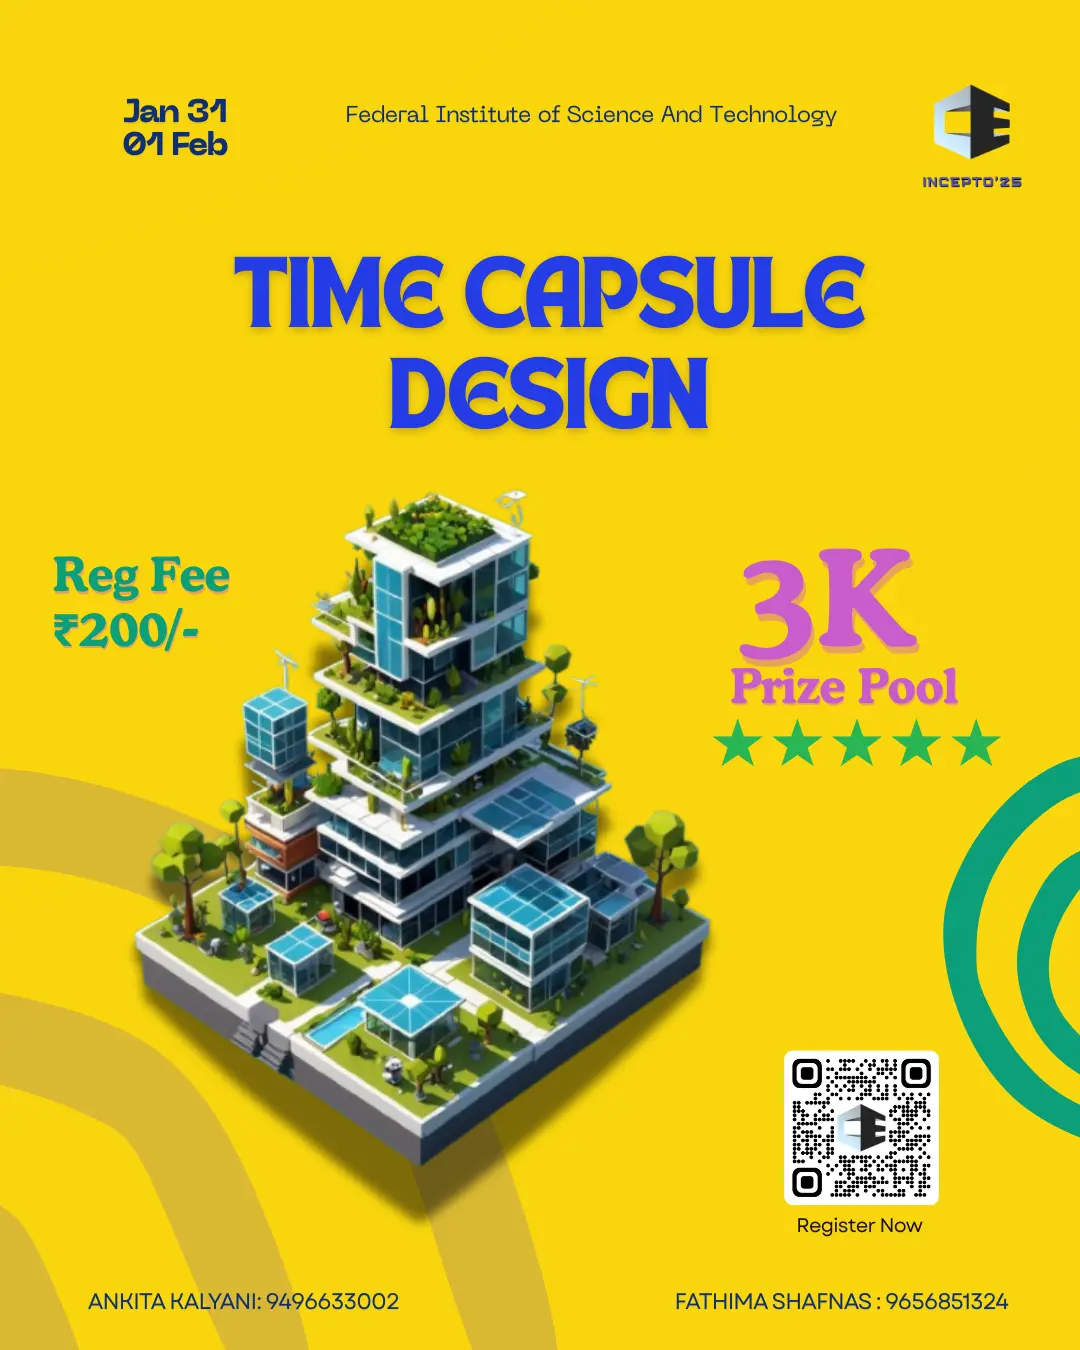 Jan 31
01 Feb
Federal Institute of Science And Technology
INCEPTO'25
TIME CAPSULE
DESIGN
Reg Fee
₹200/-
3K
Prize Pool
Register Now
ANKITA KALYANI: 9496633002
FATHIMA SHAFNAS : 9656851324